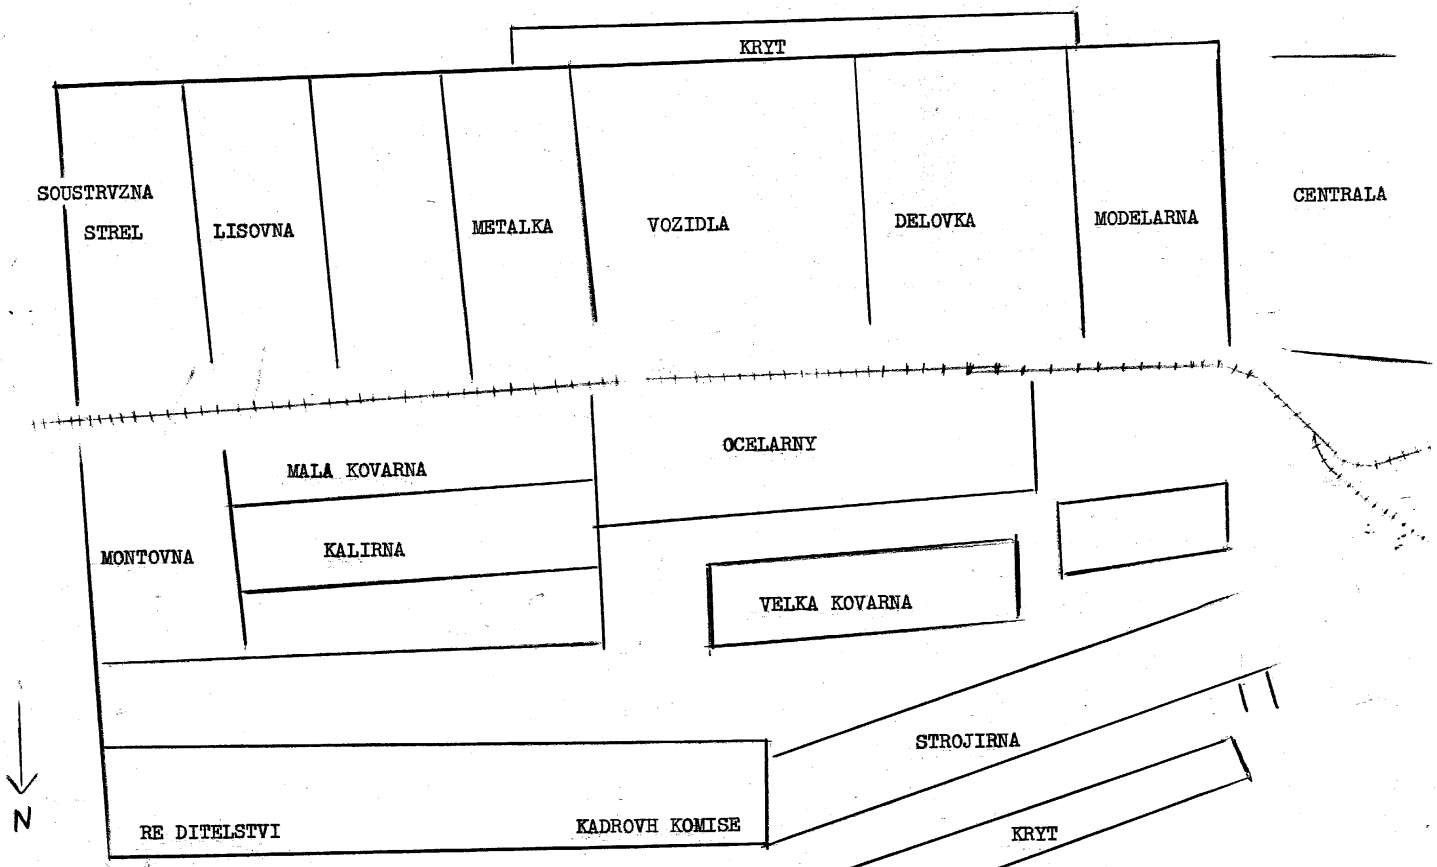 KRYT
SOUSTRVZNA
STREL
LISOVNA
METALKA
VOZIDLA
DELOVKA
MODELARNA
CENTRALA
OCELARNY
MALA KOVARNA
KALIRNA
MONTOVNA
VELKA KOVARNA
STROJIRNA
N
RE DITELSTVI
KADROVH KOMISE
KRYT